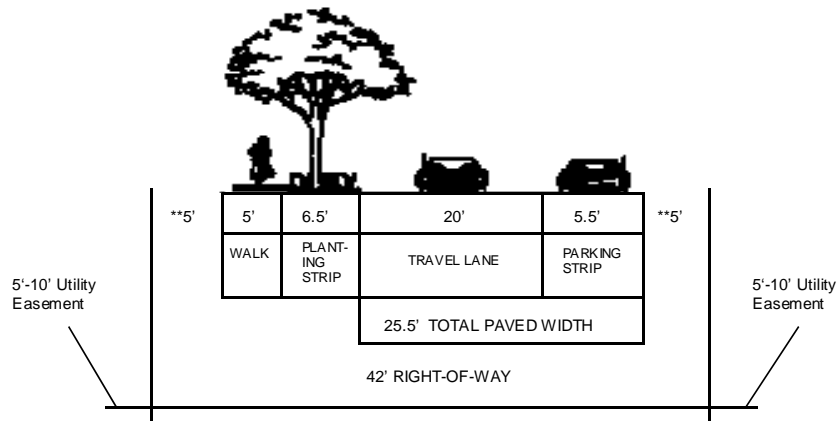 **5’ 5’ 6.5’ 20’ 5.5’ **5’
WALK
PLANT-
ING
STRIP
TRAVEL LANE
PARKING
STRIP
5‘-10’ Utility
Easement
5‘-10’ Utility
Easement
25.5’ TOTAL PAVED WIDTH
42’ RIGHT-OF-WAY